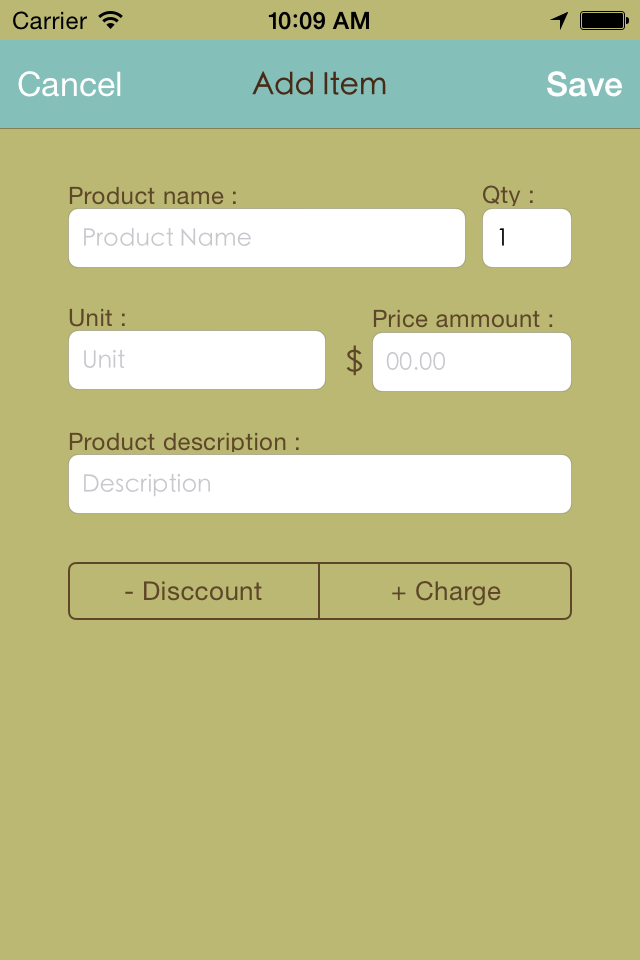 Carrier 10:09 AM
Cancel Add Item Save
Product name : Qty :
Product Name 1
Unit : Price ammount :
Unit $ 00.00
Product description :
Description
- Disccount + Charge